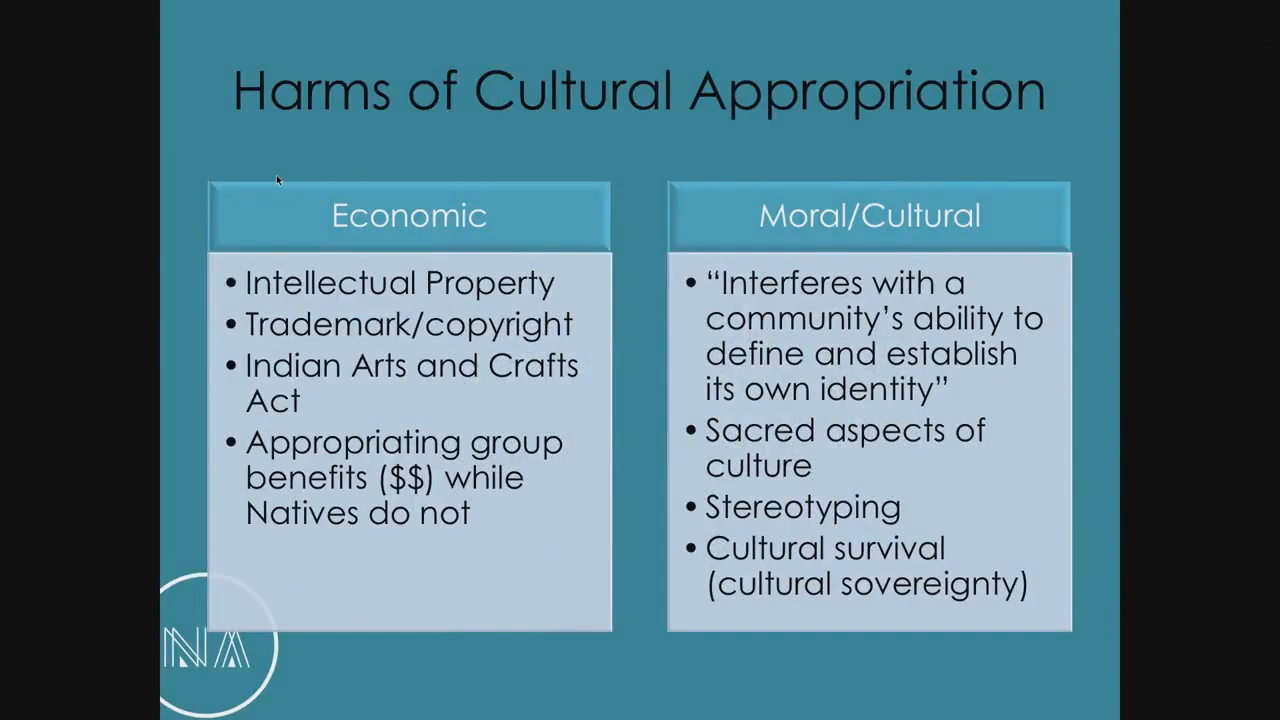 Harms of Cultural Appropriation
Economic
• Intellectual Property
• Trademark/copyright
• Indian Arts and Crafts
Act
• Appropriating group
benefits ($$) while
Natives do not
Moral/Cultural
• “Interferes with a
community’s ability to
define and establish
its own identity”
• Sacred aspects of
culture
• Stereotyping
• Cultural survival
(cultural sovereignty)
NA